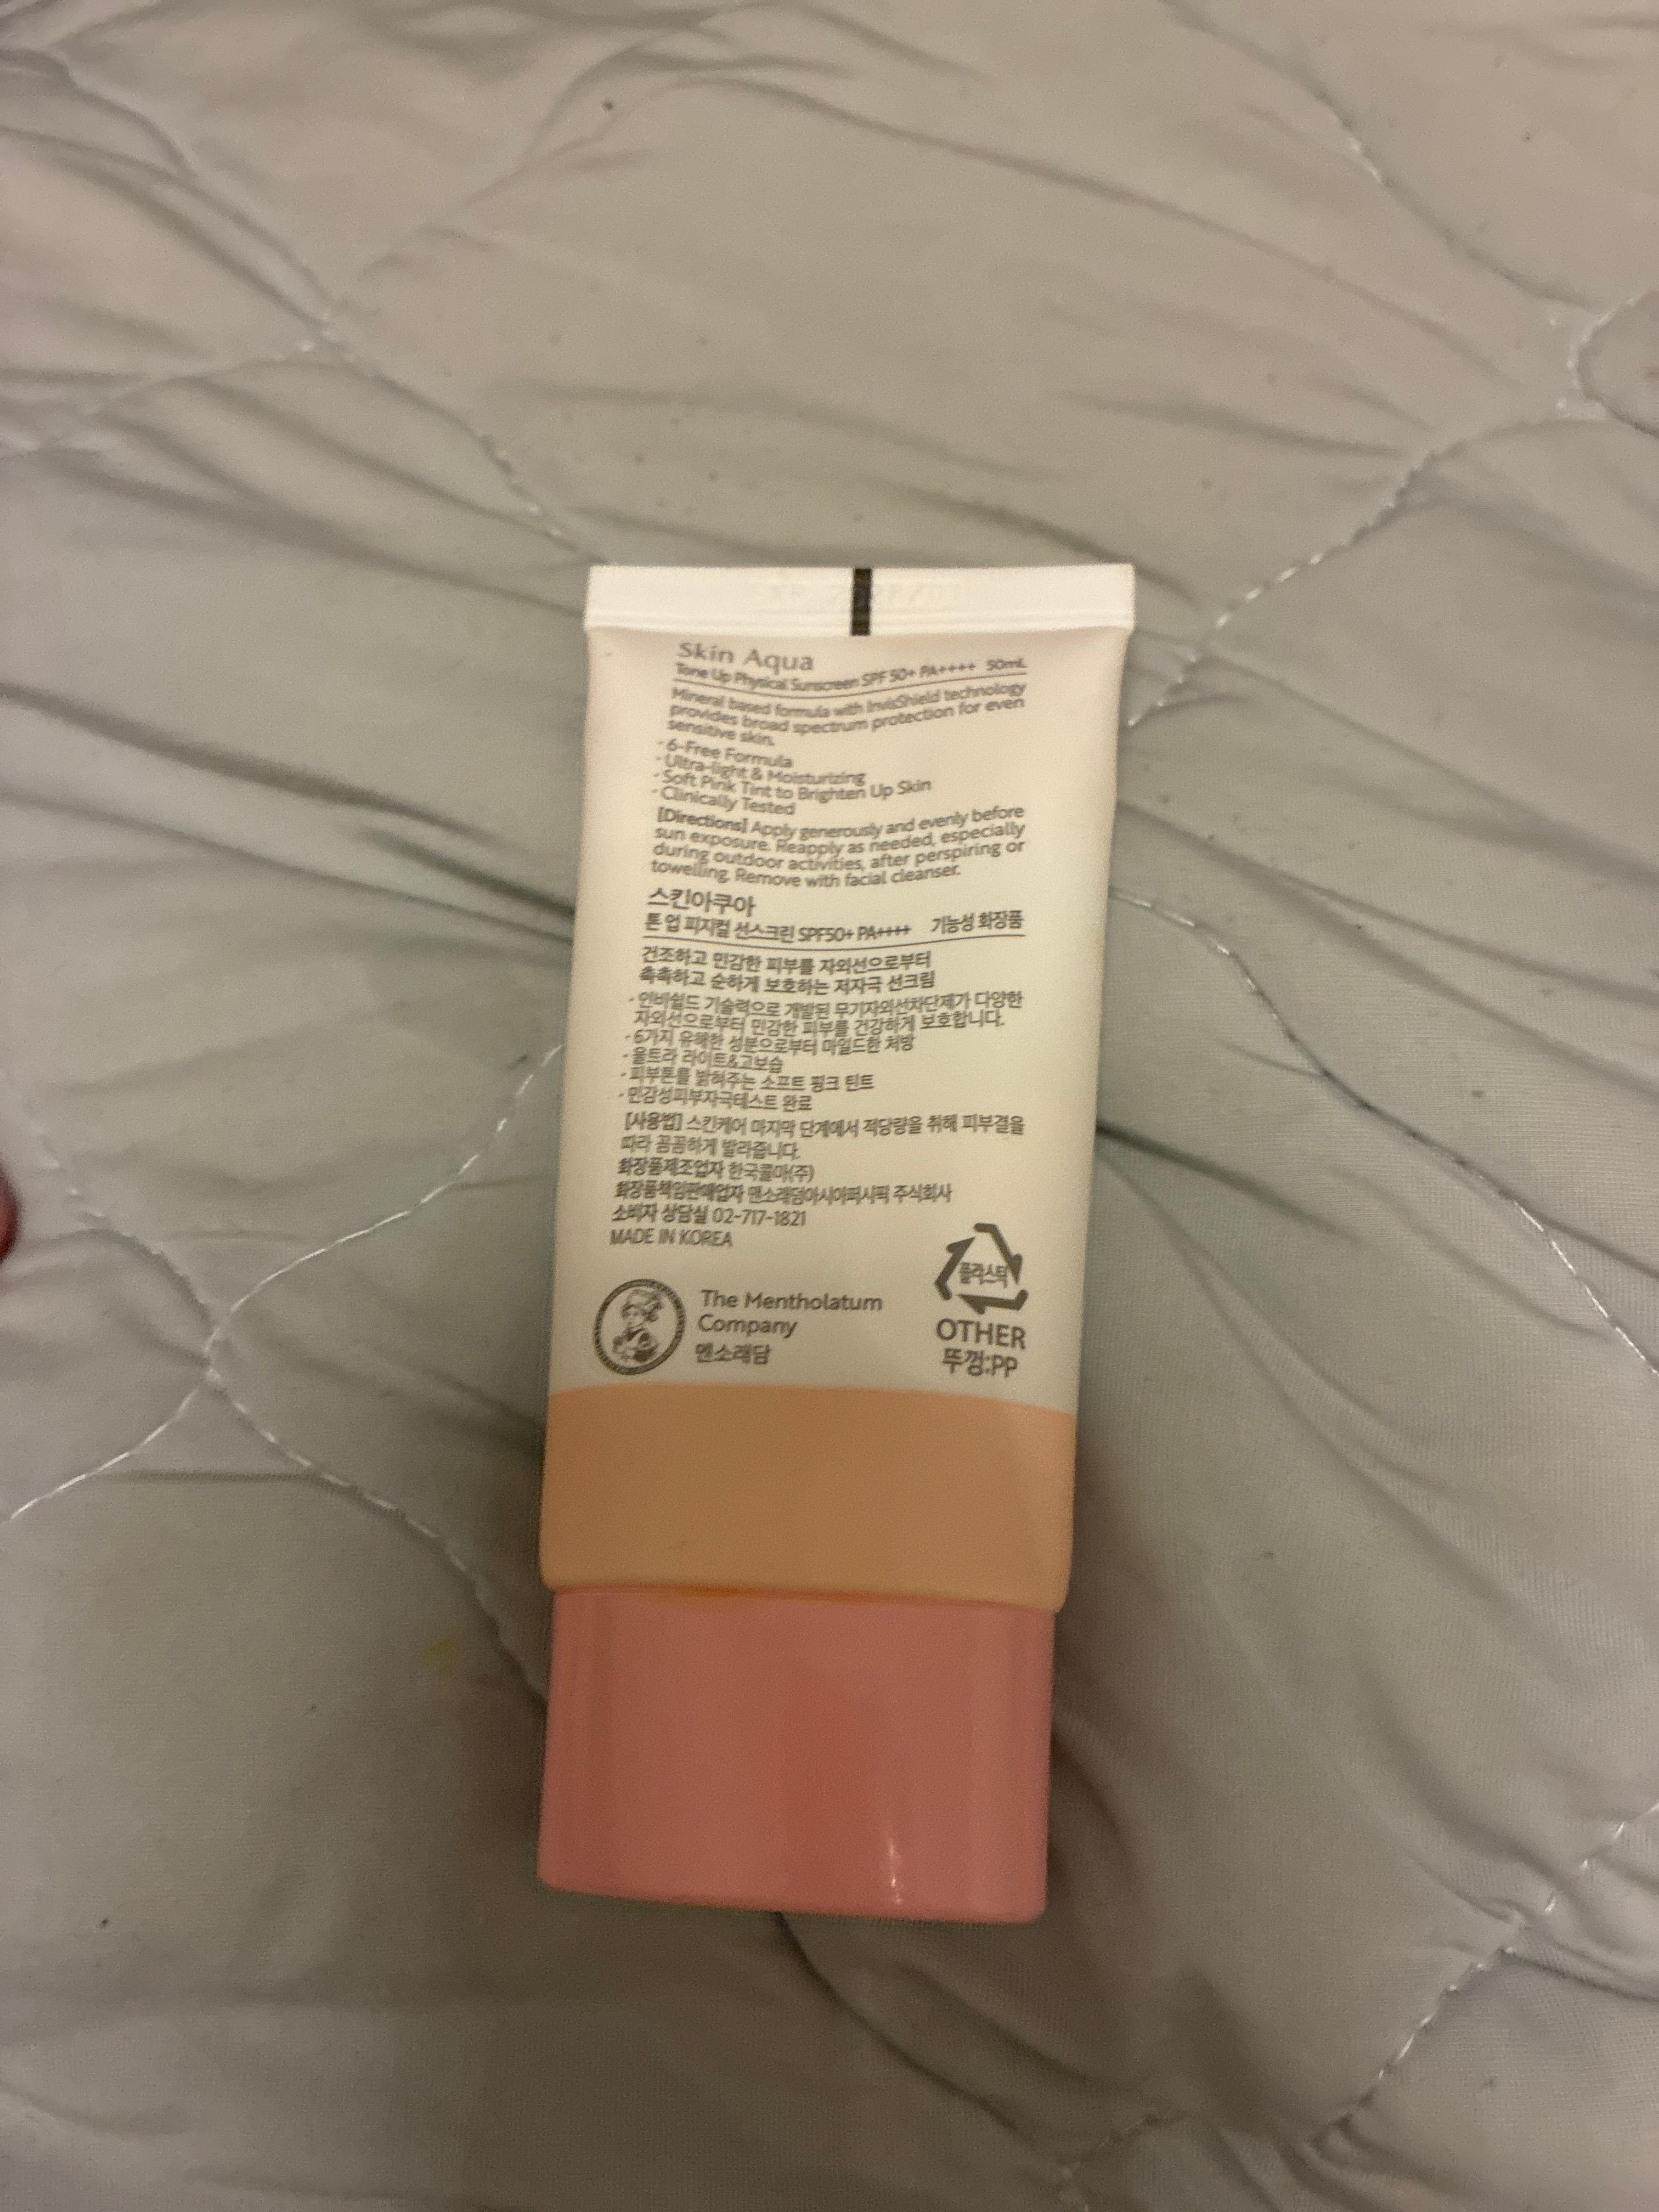 Skin Aqua
Tone Up Physical Sunscreen SPF 50+ PA++++ 50mL
Mineral based formula with InvisShield technology
provides broad spectrum protection for even
sensitive skin.
- 6-Free Formula
- Ultra-light & Moisturizing
- Soft Pink Tint to Brighten Up Skin
- Clinically Tested
[Directions] Apply generously and evenly before
sun exposure. Reapply as needed, especially
during outdoor activities, after perspiring or
towelling. Remove with facial cleanser.
스킨아쿠아
톤 업 피지컬 선스크린 SPF50+ PA++++ 기능성 화장품
건조하고 민감한 피부를 자외선으로부터
촉촉하고 순하게 보호하는 저자극 선크림
- 인비쉴드 기술력으로 개발된 무기자외선차단제가 다양한
자외선으로부터 민감한 피부를 건강하게 보호합니다.
- 6가지 유해한 성분으로부터 마일드한 처방
- 울트라 라이트&고보습
- 피부톤을 밝혀주는 소프트 핑크 틴트
- 민감성피부자극테스트 완료
[사용법] 스킨케어 마지막 단계에서 적당량을 취해 피부결을
따라 꼼꼼하게 발라줍니다.
화장품제조업자 한국콜마(주)
화장품책임판매업자 맨소래담아시아퍼시픽 주식회사
소비자 상담실 02-717-1821
MADE IN KOREA
The Mentholatum
Company
멘소래담
플라스틱
OTHER
뚜껑:PP